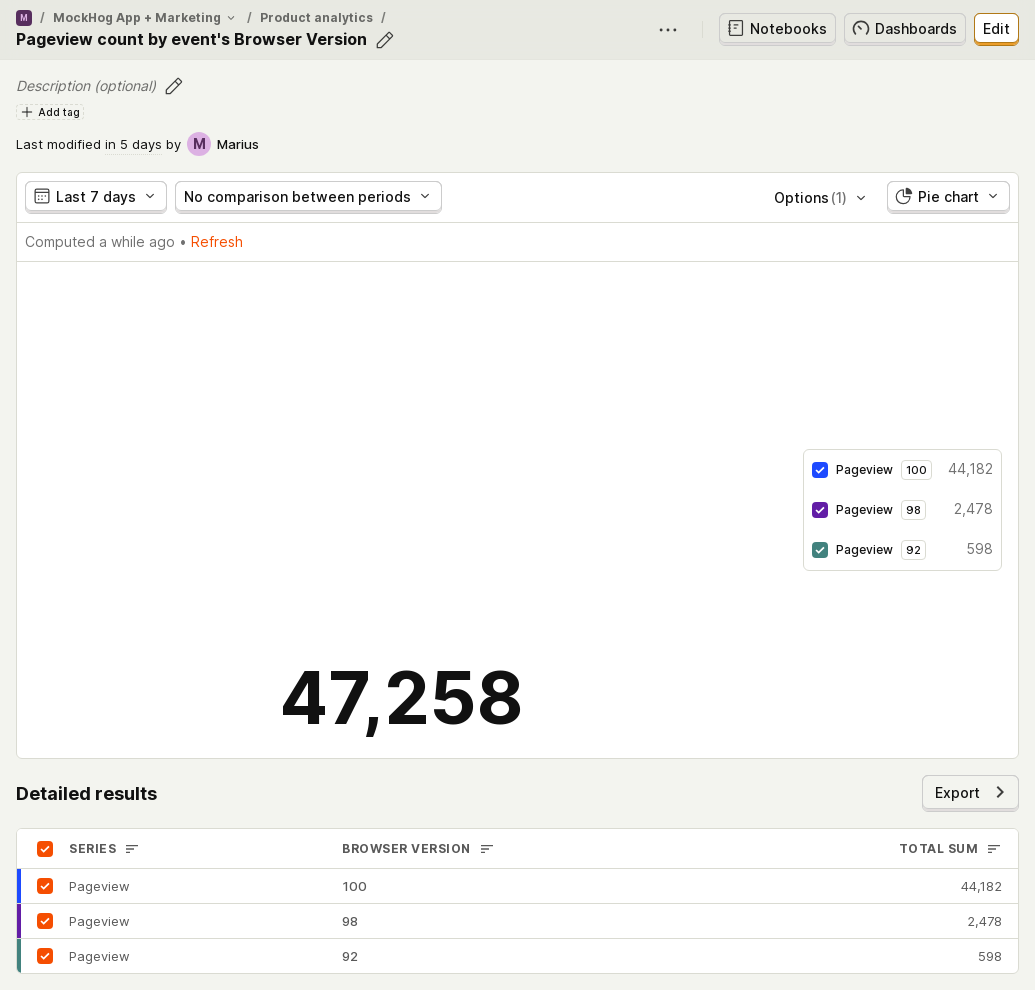 M / MockHog App + Marketing / Product analytics /
Pageview count by event's Browser Version
Notebooks Dashboards Edit
Description (optional)
Add tag
Last modified in 5 days by M Marius
Last 7 days No comparison between periods Options (1) Pie chart
Computed a while ago • Refresh
Pageview 100 44,182
Pageview 98 2,478
Pageview 92 598
47,258
Detailed results Export
SERIES BROWSER VERSION TOTAL SUM
Pageview 100 44,182
Pageview 98 2,478
Pageview 92 598